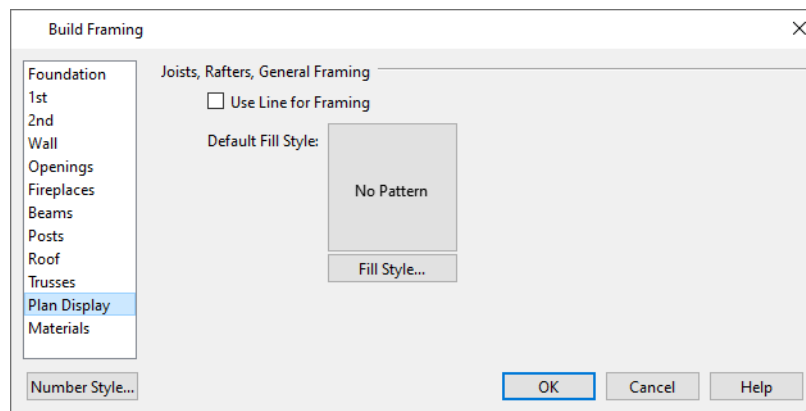 Build Framing
Foundation
1st
2nd
Wall
Openings
Fireplaces
Beams
Posts
Roof
Trusses
Plan Display
Materials
Number Style...
Joists, Rafters, General Framing
Use Line for Framing
Default Fill Style:
No Pattern
Fill Style...
OK
Cancel
Help